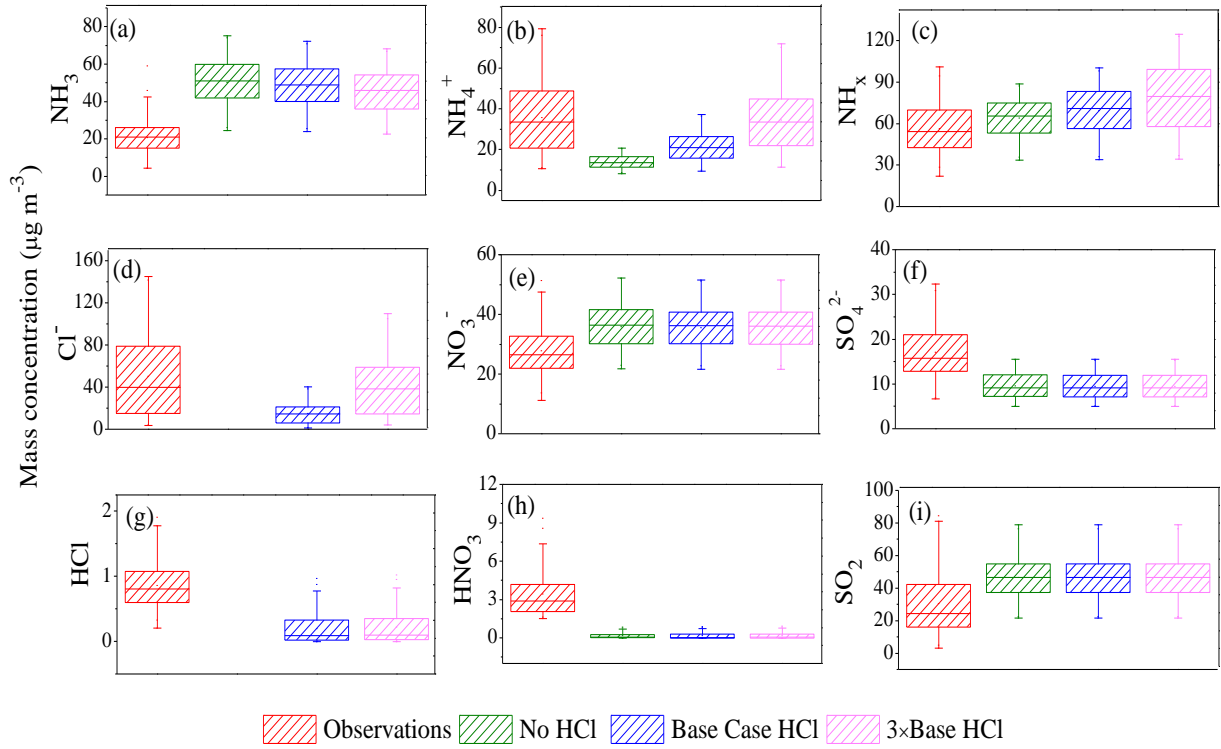 Mass concentration (μg m⁻³)
(a)
NH₃
80
60
40
20
0
(b)
NH₄⁺
80
60
40
20
0
(c)
NHₓ
120
90
60
30
0
(d)
Cl⁻
160
120
80
40
0
(e)
NO₃⁻
60
40
20
0
(f)
SO₄²⁻
40
30
20
10
0
(g)
HCl
2
1
0
(h)
HNO₃
12
9
6
3
0
(i)
SO₂
100
80
60
40
20
0
Observations No HCl Base Case HCl 3×Base HCl